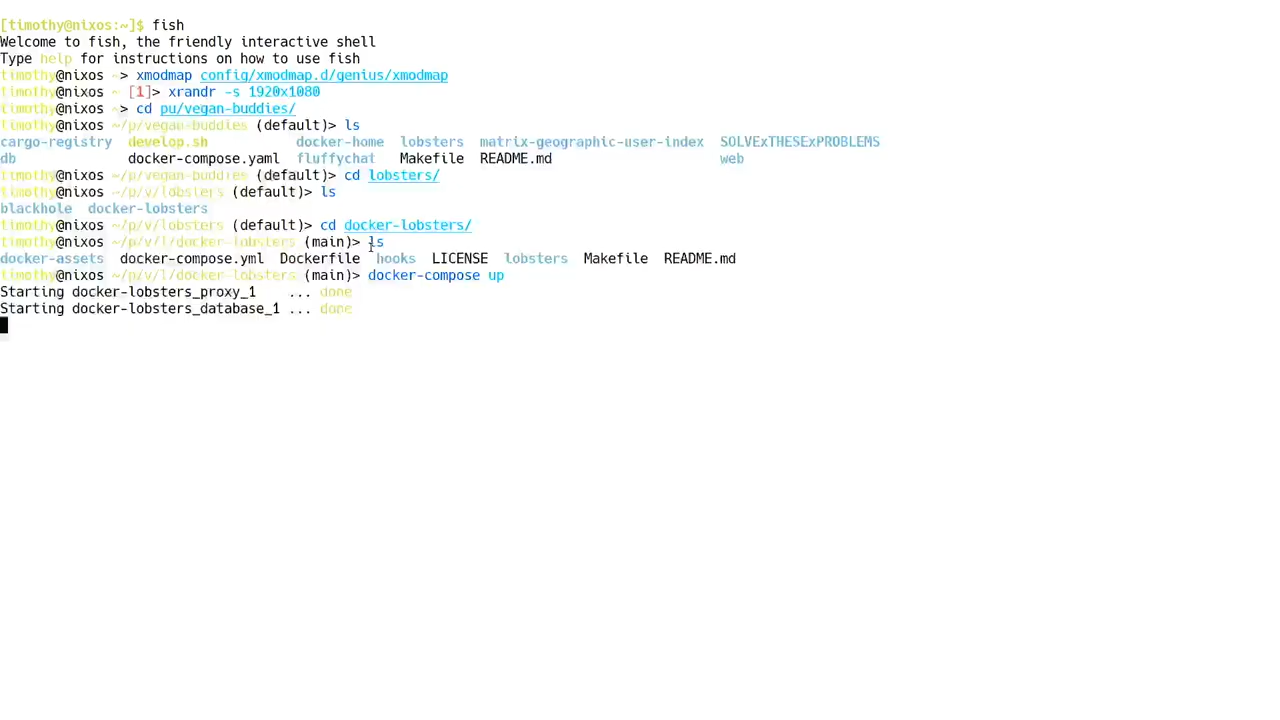 [timothy@nixos:~]$ fish
Welcome to fish, the friendly interactive shell
Type help for instructions on how to use fish
timothy@nixos ~> xmodmap config/xmodmap.d/genius/xmodmap
timothy@nixos ~ [1]> xrandr -s 1920x1080
timothy@nixos ~> cd pu/vegan-buddies/
timothy@nixos ~/p/vegan-buddies (default)> ls
cargo-registry develop.sh docker-home lobsters matrix-geographic-user-index SOLVExTHESExPROBLEMS
db docker-compose.yaml fluffychat Makefile README.md web
timothy@nixos ~/p/vegan-buddies (default)> cd lobsters/
timothy@nixos ~/p/v/lobsters (default)> ls
blackhole docker-lobsters
timothy@nixos ~/p/v/lobsters (default)> cd docker-lobsters/
timothy@nixos ~/p/v/l/docker-lobsters (main)> ls
docker-assets docker-compose.yml Dockerfile hooks LICENSE lobsters Makefile README.md
timothy@nixos ~/p/v/l/docker-lobsters (main)> docker-compose up
Starting docker-lobsters_proxy_1 ... done
Starting docker-lobsters_database_1 ... done